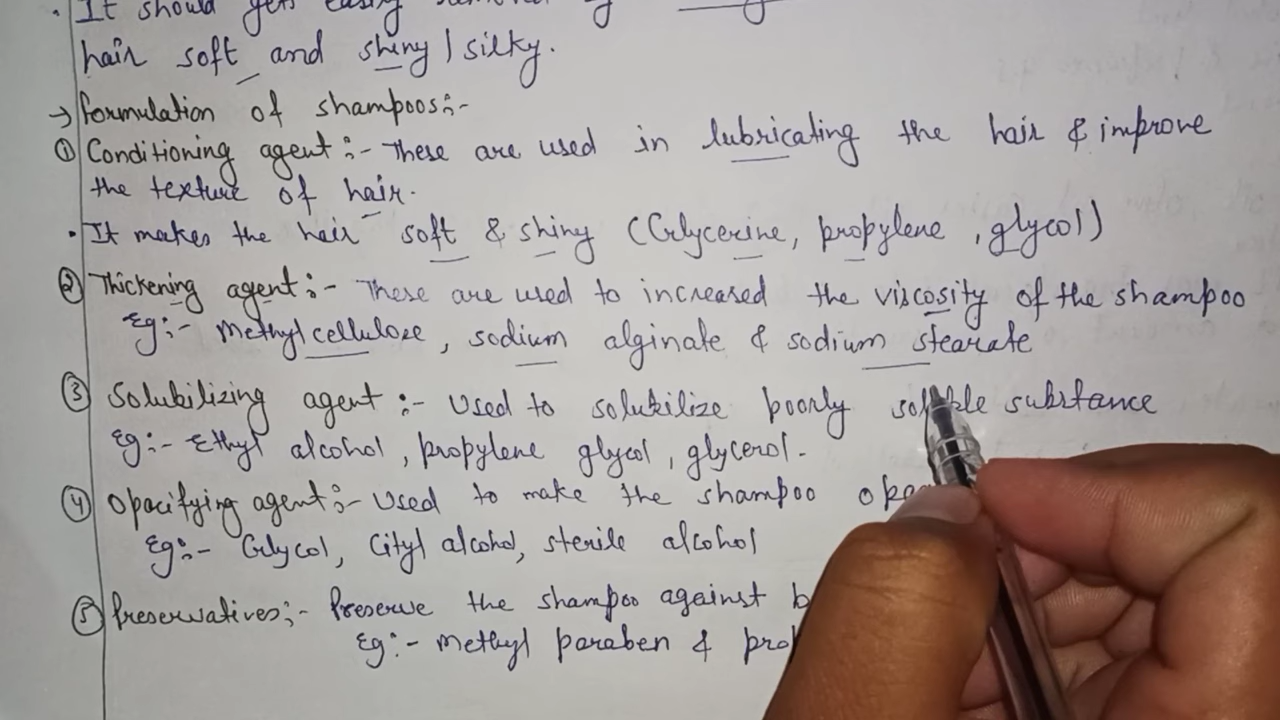 · It should gets easily
hair soft and shiny / silky.
→ Formulation of shampoos:-
① Conditioning agent :- These are used in lubricating the hair & improve
the texture of hair.
· It makes the hair soft & shiny (Glycerine, propylene, glycol)
② Thickening agent :- These are used to increased the viscosity of the shampoo
Eg:- Methyl cellulose, sodium alginate & sodium stearate
③ Solubilizing agent :- Used to solubilize poorly soluble substance
Eg:- Ethyl alcohol, propylene glycol, glycerol.
④ Opacifying agent:- Used to make the shampoo
Eg:- Glycol, Cityl alcohol, sterile alcohol
⑤ Preservatives:- Preserve the shampoo against
Eg:- Methyl paraben &